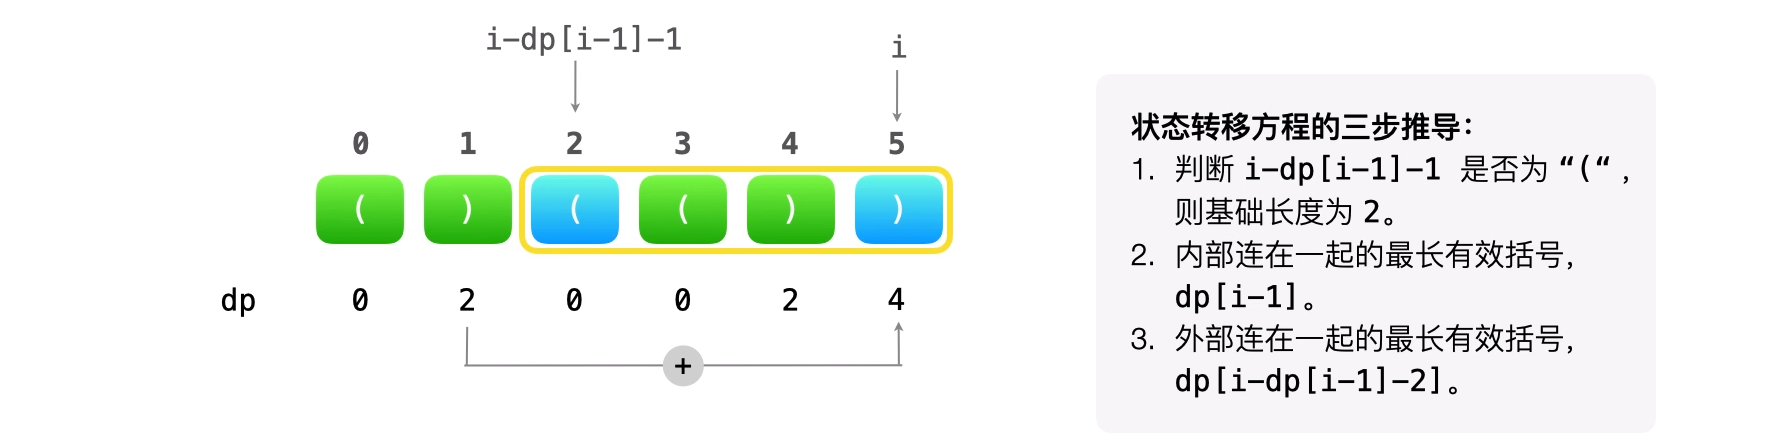 i-dp[i-1]-1
i
0 1 2 3 4 5
( ) ( ( ) )
dp 0 2 0 0 2 4
+
状态转移方程的三步推导：
1. 判断 i-dp[i-1]-1 是否为 “(“ ，
则基础长度为 2。
2. 内部连在一起的最长有效括号，
dp[i-1]。
3. 外部连在一起的最长有效括号，
dp[i-dp[i-1]-2]。